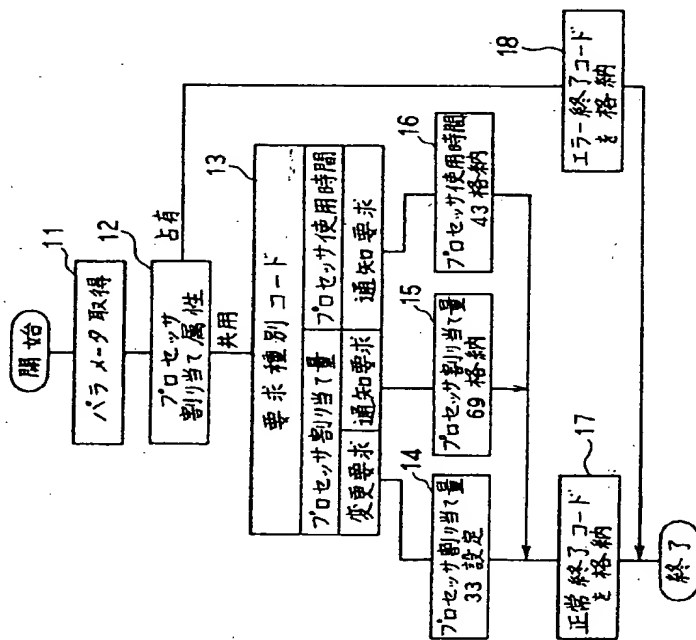 開始
11
パラメータ取得
12
プロセッサ
割り当て属性
占有
共用
13
要求種別コード
プロセッサ割り当て量
プロセッサ使用時間
変更要求
通知要求
通知要求
14
プロセッサ割り当て量
33 設定
15
プロセッサ割り当て量
69 格納
16
プロセッサ使用時間
43 格納
17
正常終了コード
を格納
18
エラー終了コード
を格納
終了